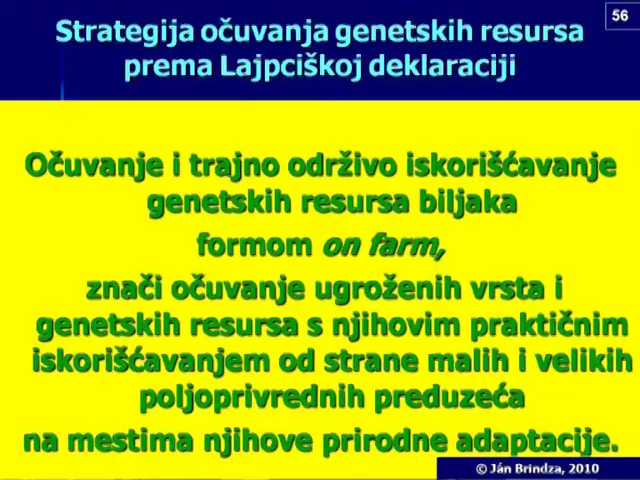 56
Strategija očuvanja genetskih resursa
prema Lajpciškoj deklaraciji
Očuvanje i trajno održivo iskorišćavanje
genetskih resursa biljaka
formom on farm,
znači očuvanje ugroženih vrsta i
genetskih resursa s njihovim praktičnim
iskorišćavanjem od strane malih i velikih
poljoprivrednih preduzeća
na mestima njihove prirodne adaptacije.
© Ján Brindza, 2010